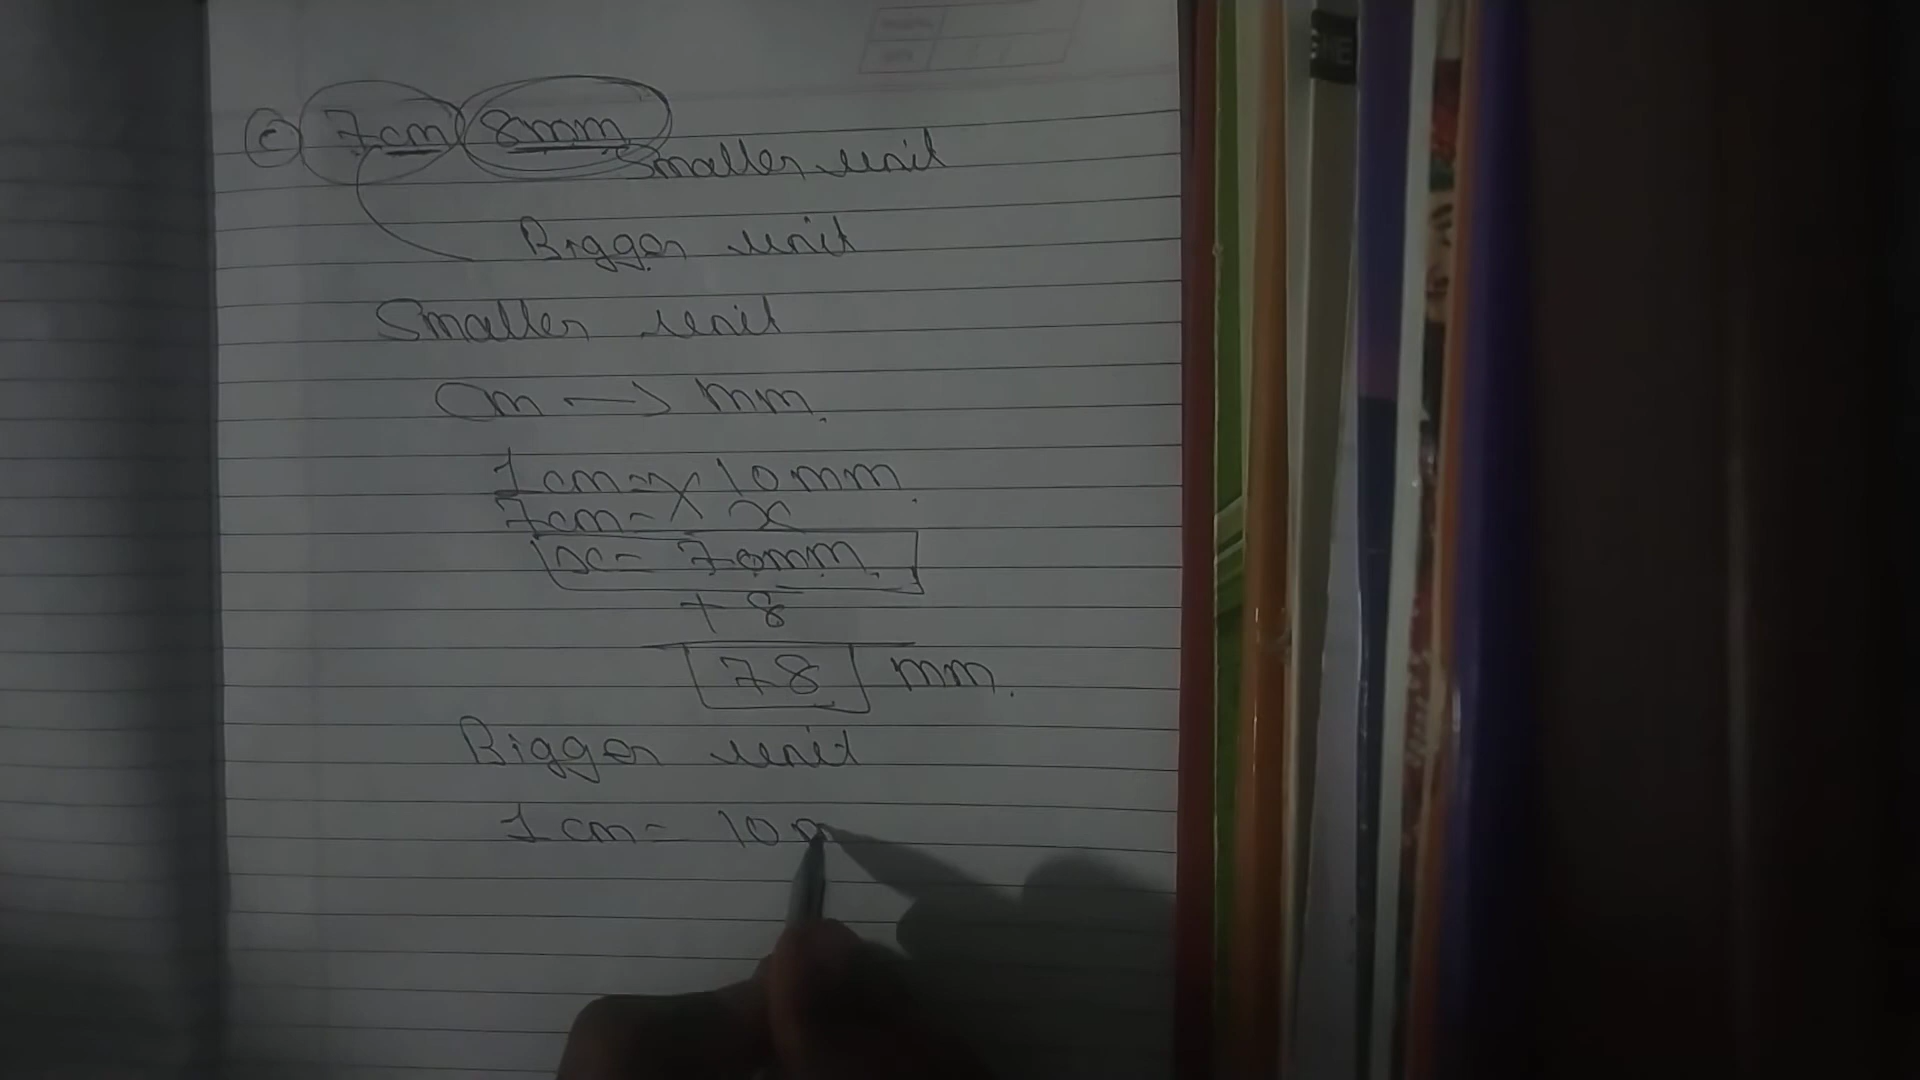 c 7cm 8mm
Smaller unit
Bigger unit
Smaller unit
cm → mm.
1cm = 10mm.
7cm = x
x = 70mm.
+ 8
78 mm.
Bigger unit
1cm = 10 m